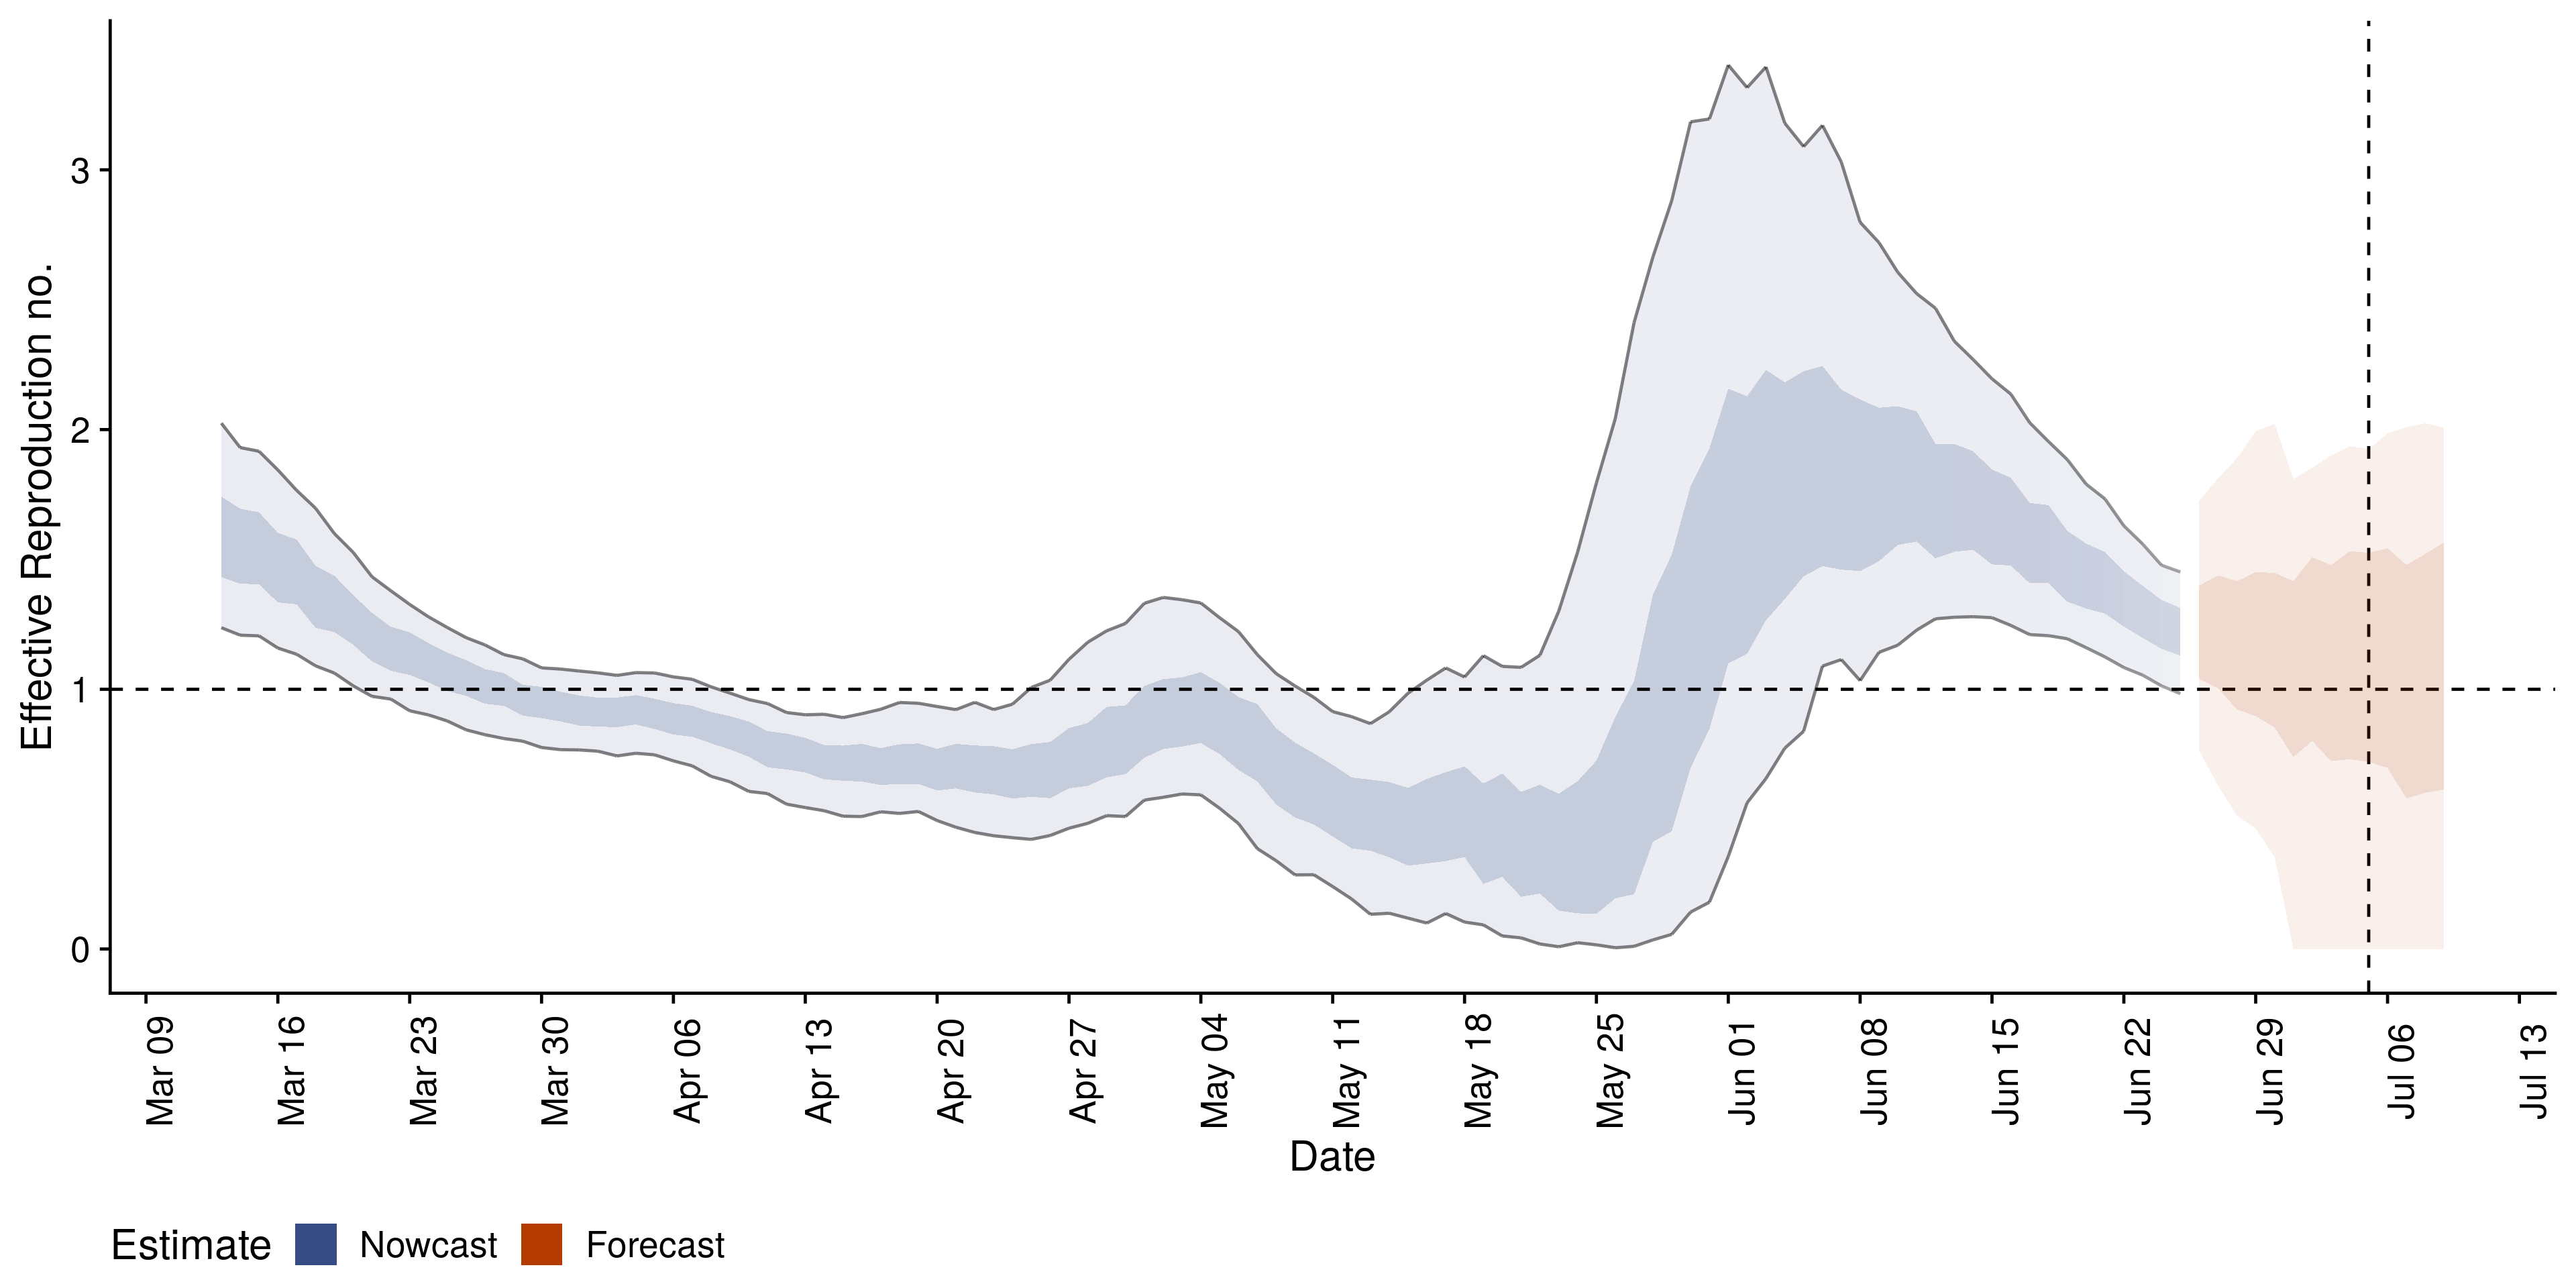 Effective Reproduction no.
3
2
1
0
Mar 09
Mar 16
Mar 23
Mar 30
Apr 06
Apr 13
Apr 20
Apr 27
May 04
May 11
May 18
May 25
Jun 01
Jun 08
Jun 15
Jun 22
Jun 29
Jul 06
Jul 13
Date
Estimate Nowcast Forecast